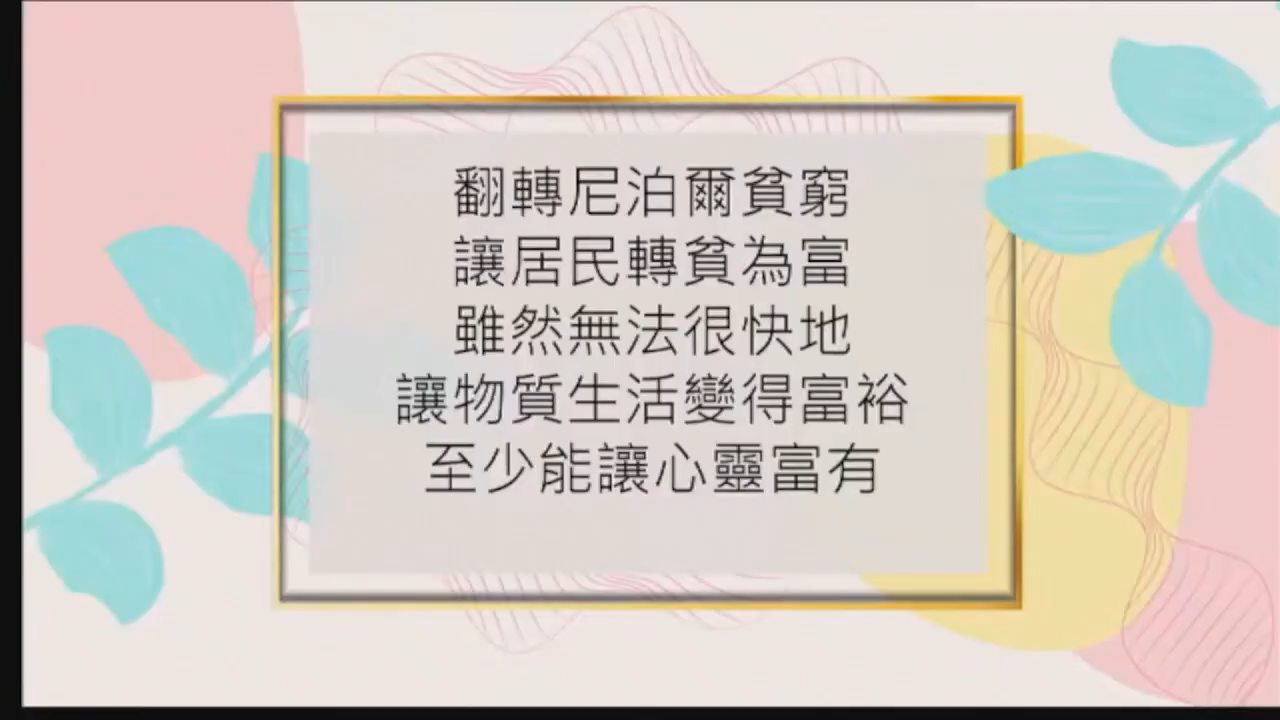 翻轉尼泊爾貧窮
讓居民轉貧為富
雖然無法很快地
讓物質生活變得富裕
至少能讓心靈富有